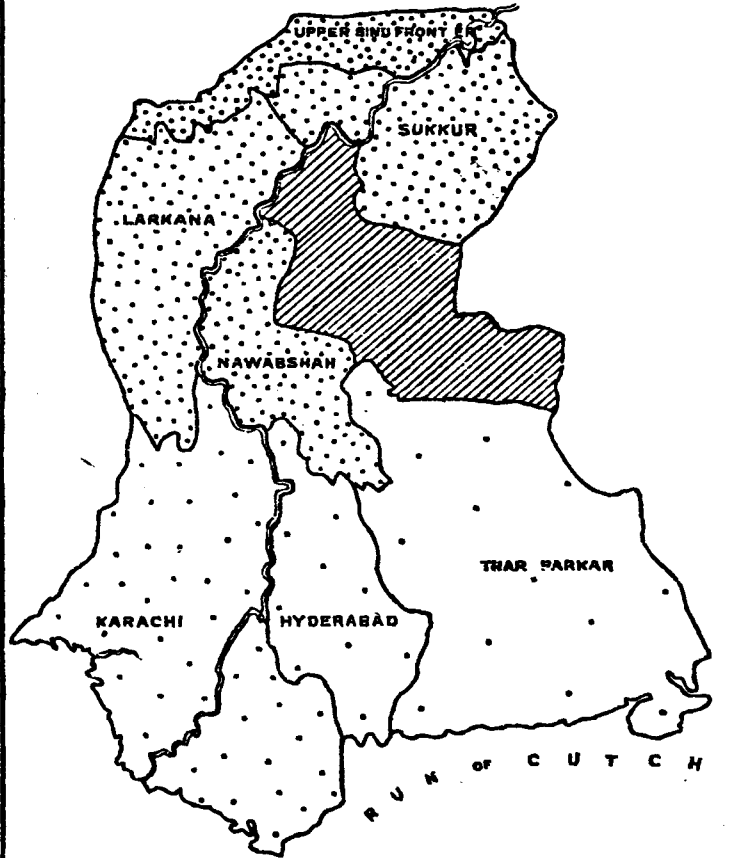 UPPER SIND FRONTIER
SUKKUR
LARKANA
NAWABSHAH
THAR PARKAR
KARACHI
HYDERABAD
RUN OF CUTCH